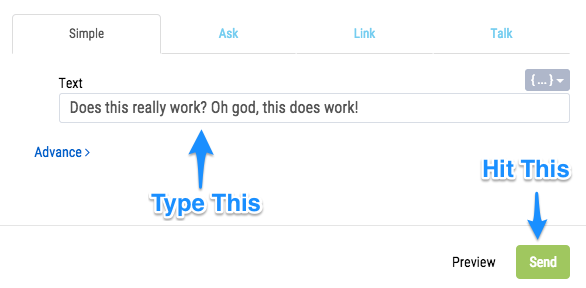 Simple Ask Link Talk
Text { ... }
Does this really work? Oh god, this does work!
Advance >
Hit This
Type This
Preview Send